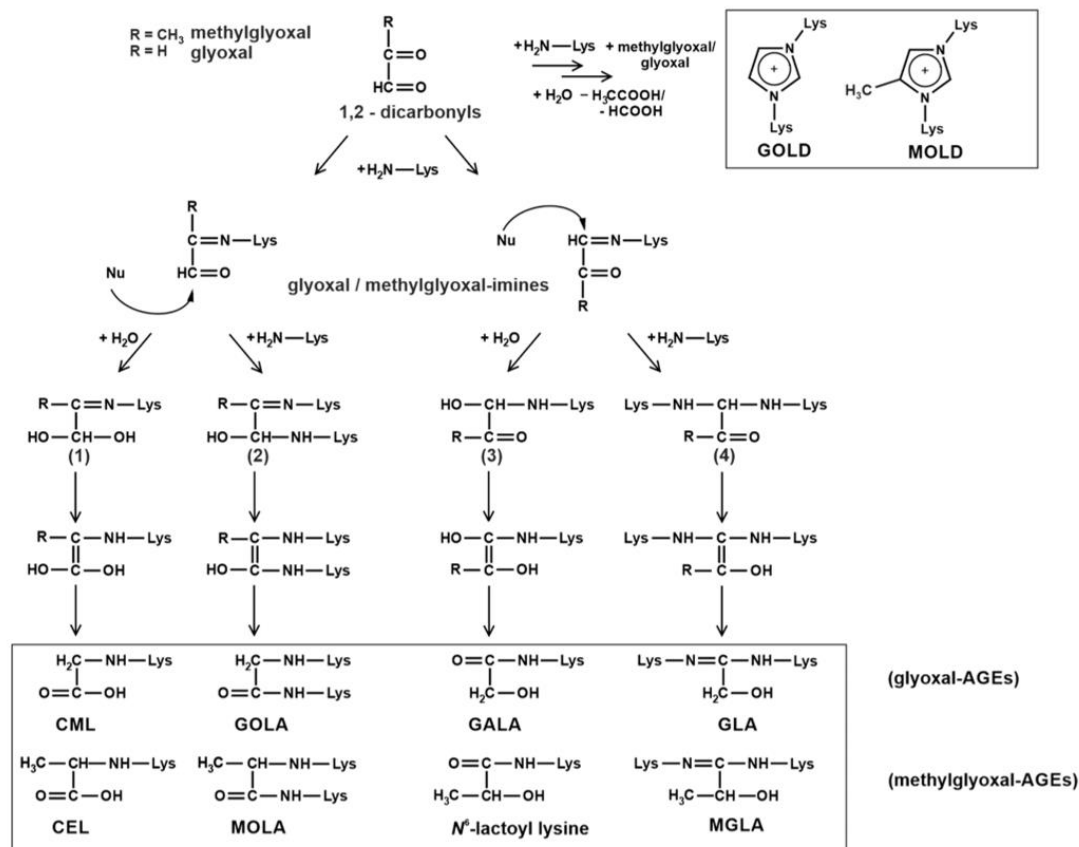 R = CH₃ methylglyoxal
R = H glyoxal
R
C=O
HC=O
1,2 - dicarbonyls
+H₂N—Lys + methylglyoxal/
glyoxal
+ H₂O – H₃CCOOH/
- HCOOH
Lys
N
+
N
Lys
GOLD
Lys
N
+
H₃C
N
Lys
MOLD
+H₂N—Lys
R
C=N—Lys
HC=O
Nu
Nu
HC=N—Lys
C=O
R
glyoxal / methylglyoxal-imines
+ H₂O
+H₂N—Lys
+ H₂O
+H₂N—Lys
R—C=N—Lys
HO—CH—OH
(1)
R—C=N—Lys
HO—CH—NH—Lys
(2)
HO—CH—NH—Lys
R—C=O
(3)
Lys—NH—CH—NH—Lys
R—C=O
(4)
R—C—NH—Lys
HO—C—OH
R—C—NH—Lys
HO—C—NH—Lys
HO—C—NH—Lys
R—C—OH
Lys—NH—C—NH—Lys
R—C—OH
H₂C—NH—Lys
O=C—OH
CML
H₂C—NH—Lys
O=C—NH—Lys
GOLA
O=C—NH—Lys
H₂C—OH
GALA
Lys—N=C—NH—Lys
H₂C—OH
GLA
(glyoxal-AGEs)
H₃C—CH—NH—Lys
O=C—OH
CEL
H₃C—CH—NH—Lys
O=C—NH—Lys
MOLA
O=C—NH—Lys
H₃C—CH—OH
N⁶-lactoyl lysine
Lys—N=C—NH—Lys
H₃C—CH—OH
MGLA
(methylglyoxal-AGEs)